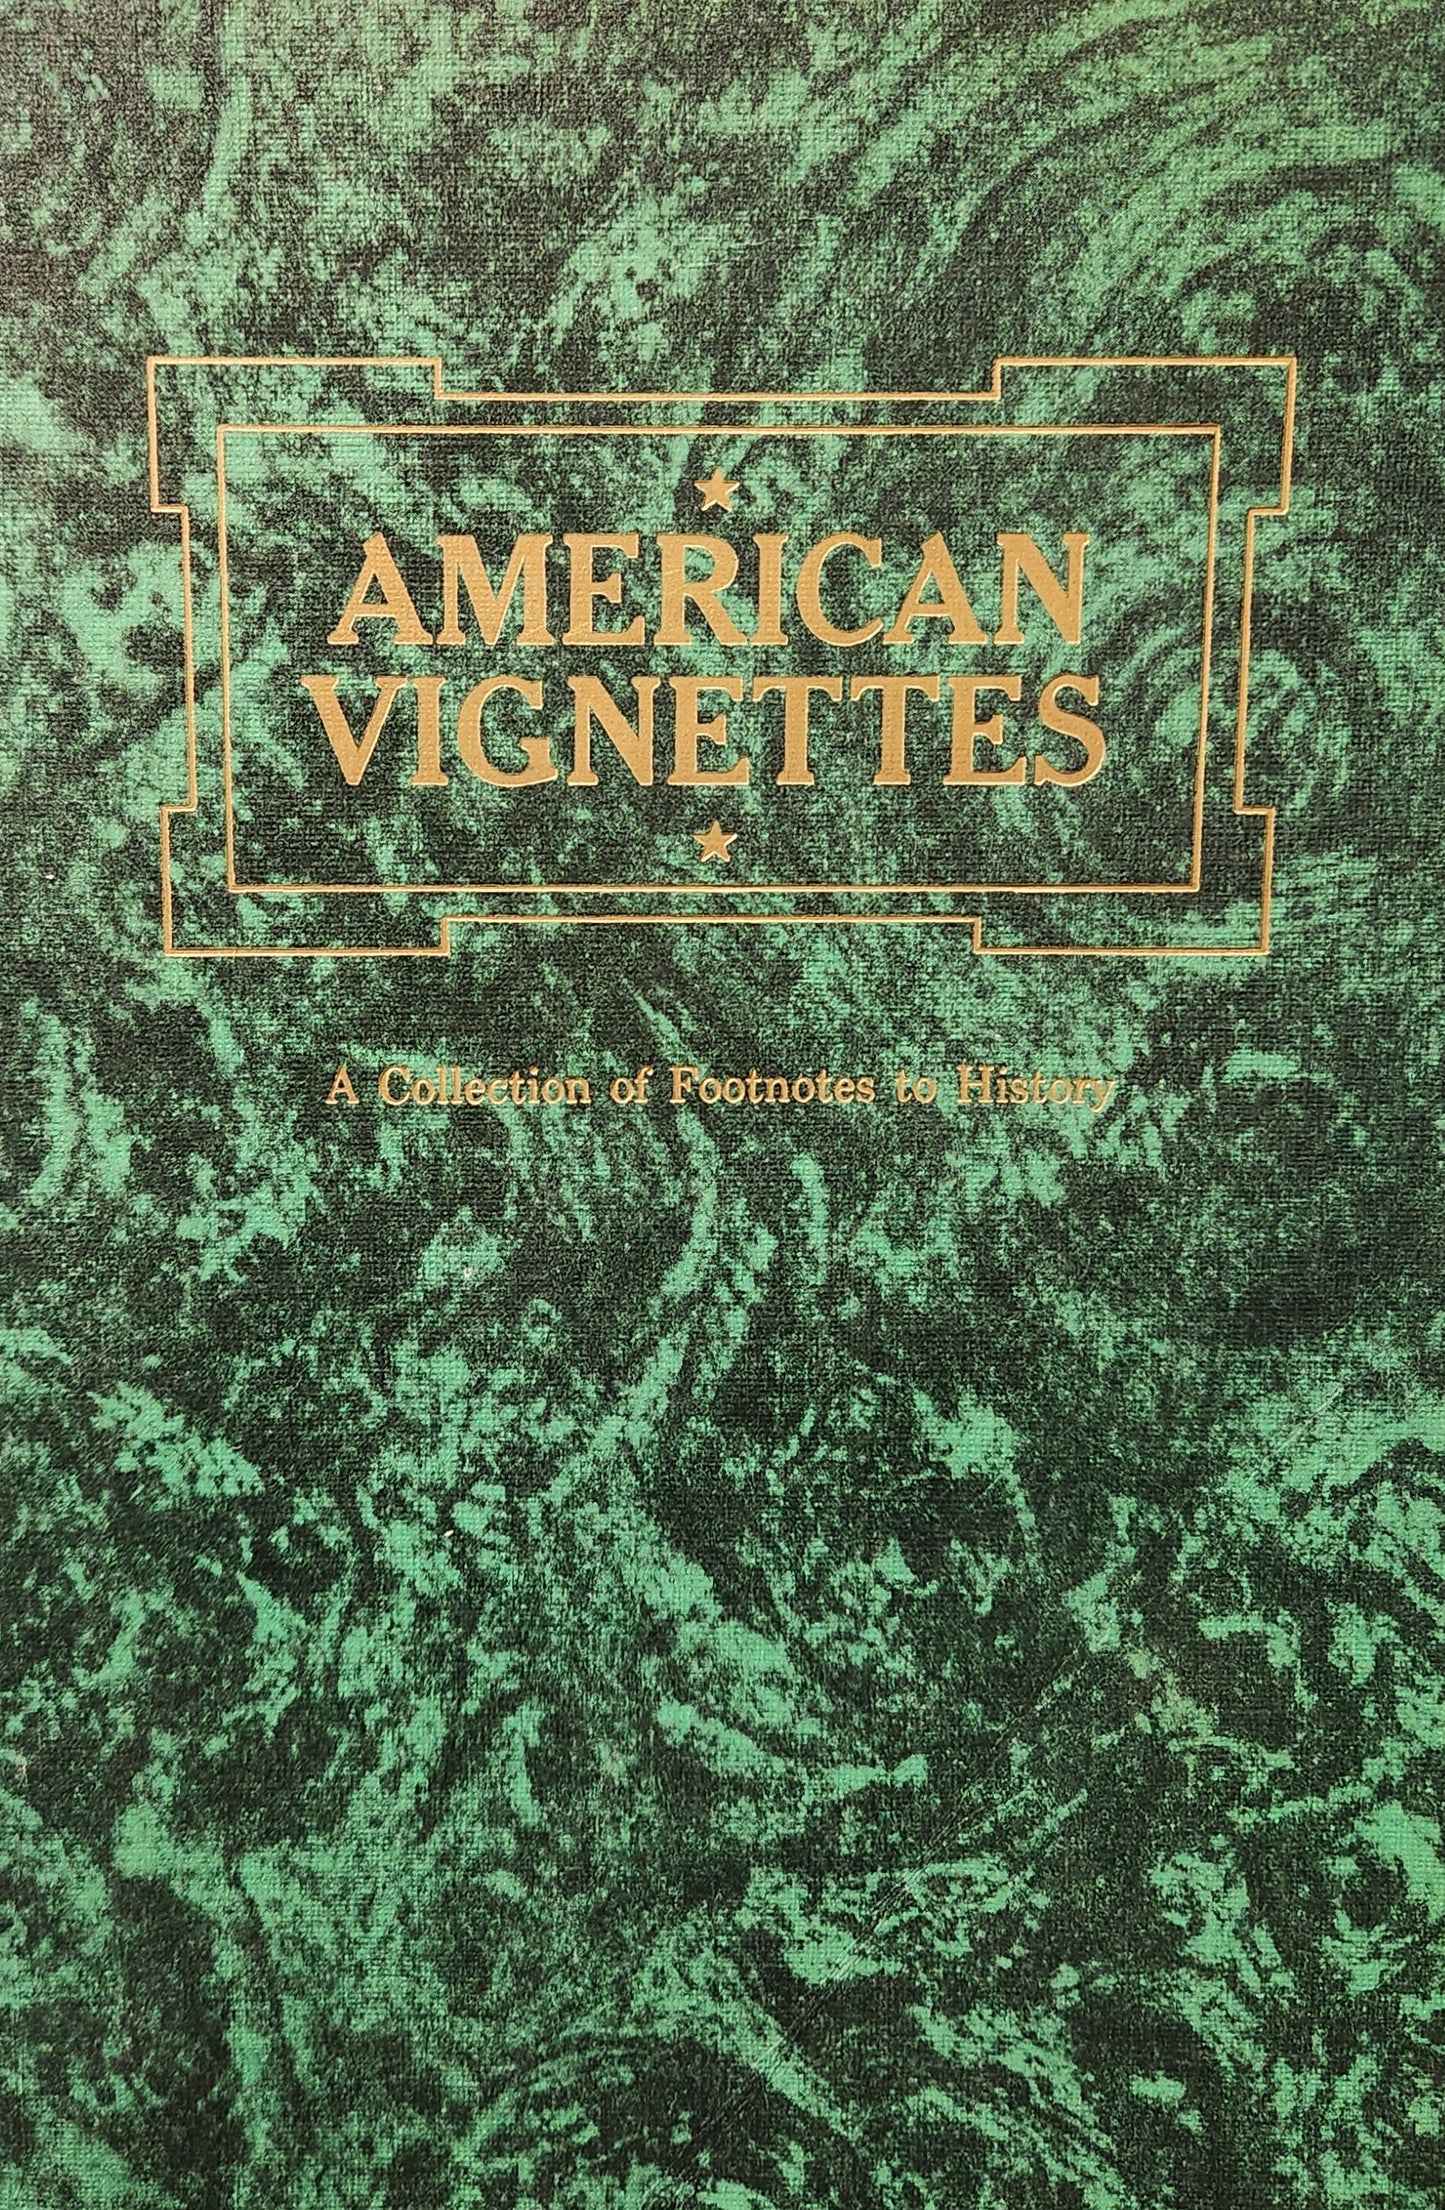 AMERICAN
VIGNETTES
A Collection of Footnotes to History